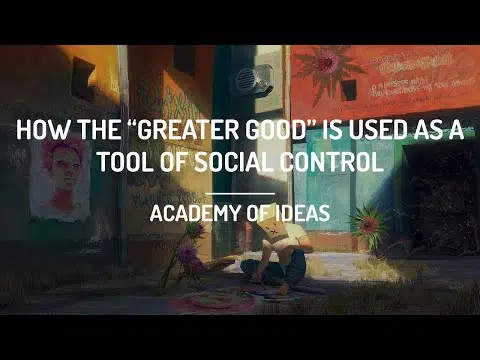 HOW THE “GREATER GOOD” IS USED AS A
TOOL OF SOCIAL CONTROL
ACADEMY OF IDEAS